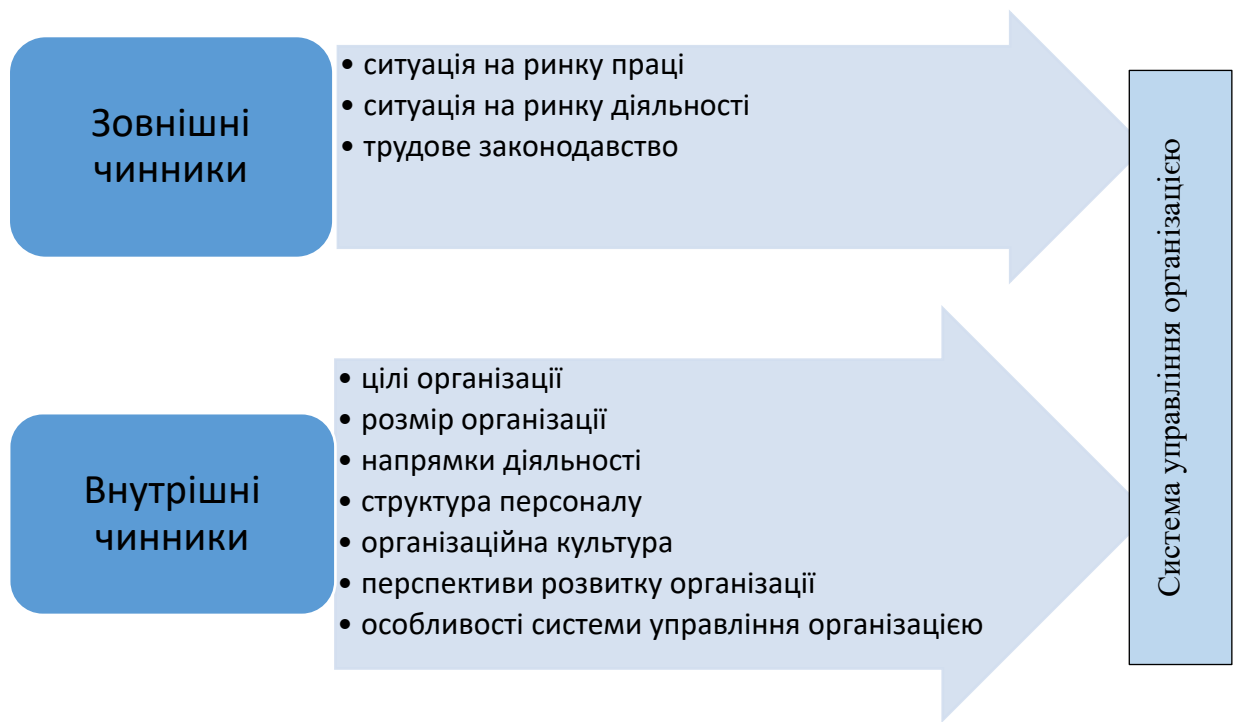 Зовнішні
чинники
• ситуація на ринку праці
• ситуація на ринку діяльності
• трудове законодавство
Внутрішні
чинники
• цілі організації
• розмір організації
• напрямки діяльності
• структура персоналу
• організаційна культура
• перспективи розвитку організації
• особливості системи управління організацією
Система управління організацією